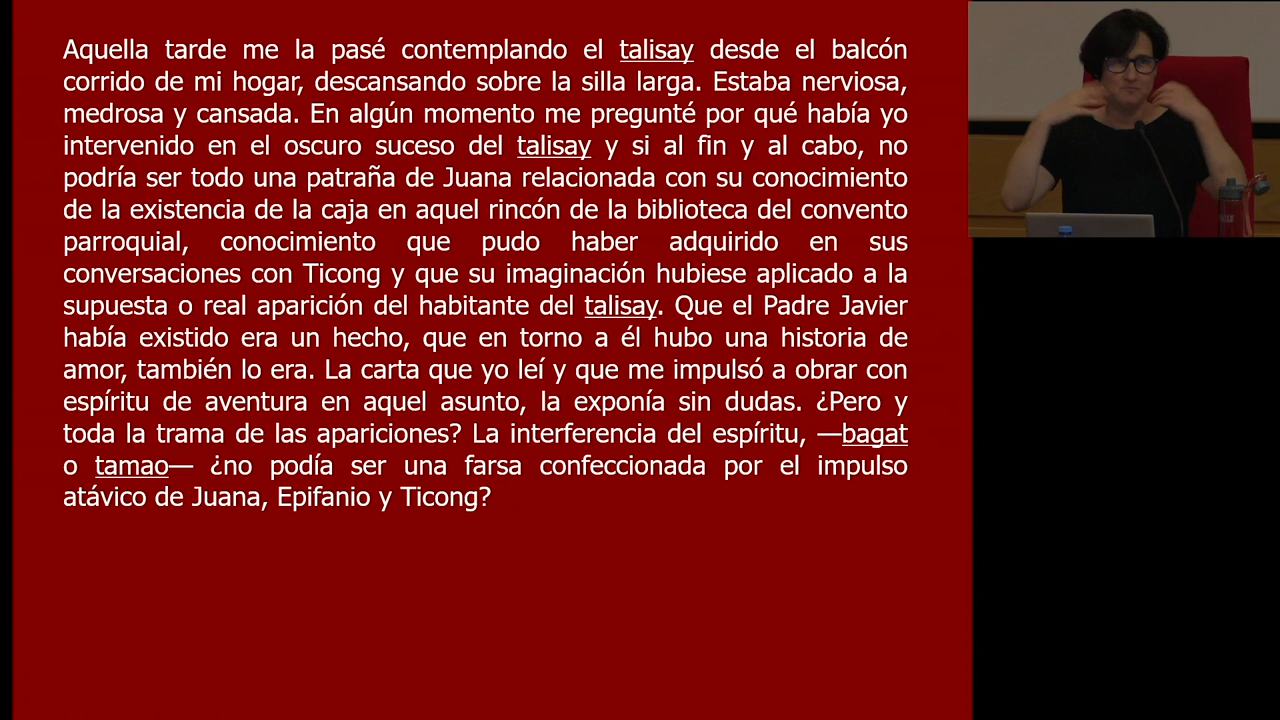 Aquella tarde me la pasé contemplando el talisay desde el balcón
corrido de mi hogar, descansando sobre la silla larga. Estaba nerviosa,
medrosa y cansada. En algún momento me pregunté por qué había yo
intervenido en el oscuro suceso del talisay y si al fin y al cabo, no
podría ser todo una patraña de Juana relacionada con su conocimiento
de la existencia de la caja en aquel rincón de la biblioteca del convento
parroquial, conocimiento que pudo haber adquirido en sus
conversaciones con Ticong y que su imaginación hubiese aplicado a la
supuesta o real aparición del habitante del talisay. Que el Padre Javier
había existido era un hecho, que en torno a él hubo una historia de
amor, también lo era. La carta que yo leí y que me impulsó a obrar con
espíritu de aventura en aquel asunto, la exponía sin dudas. ¿Pero y
toda la trama de las apariciones? La interferencia del espíritu, —bagat
o tamao— ¿no podía ser una farsa confeccionada por el impulso
atávico de Juana, Epifanio y Ticong?